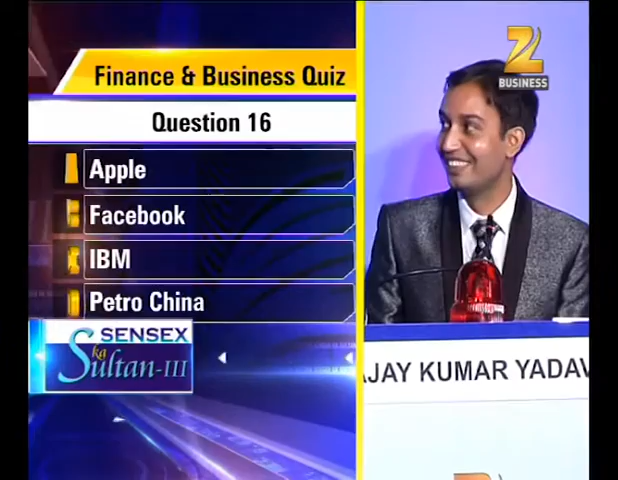 Finance & Business Quiz
Question 16
Apple
Facebook
IBM
Petro China
SENSEX
ka
Sultan-III
Z
BUSINESS
AJAY KUMAR YADAV